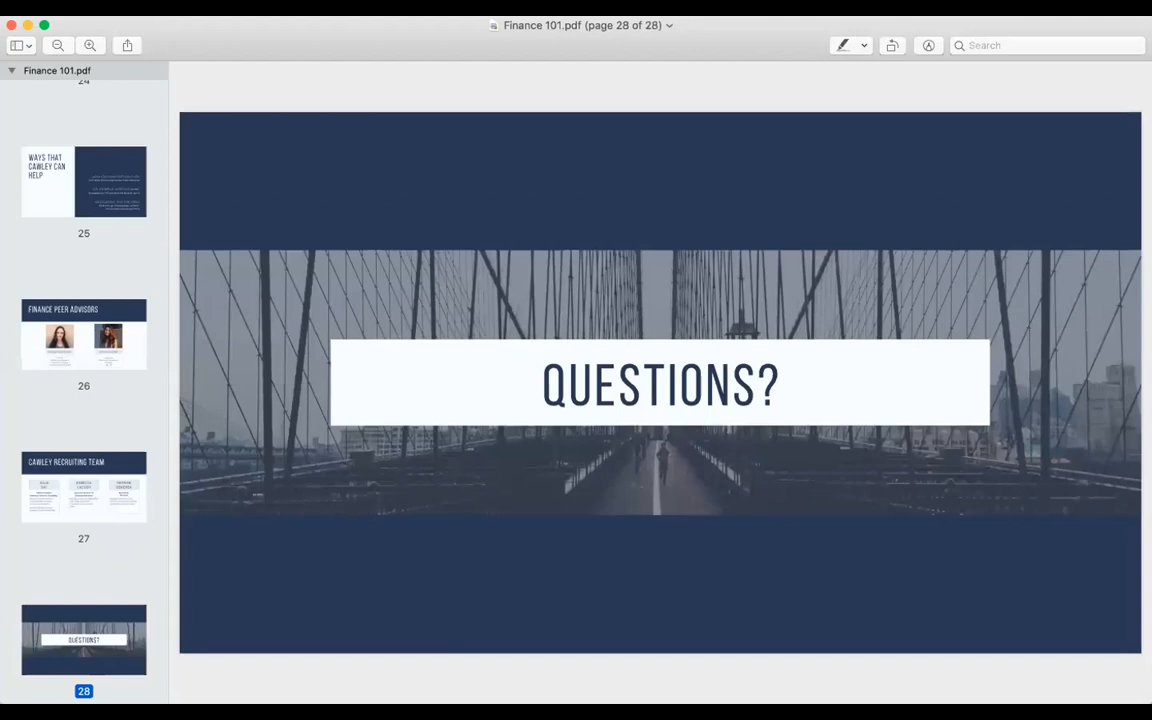 Finance 101.pdf (page 28 of 28)
Search
Finance 101.pdf
24
WAYS THAT
CAWLEY CAN
HELP
25
FINANCE PEER ADVISORS
26
CAWLEY RECRUITING TEAM
27
QUESTIONS?
28
QUESTIONS?